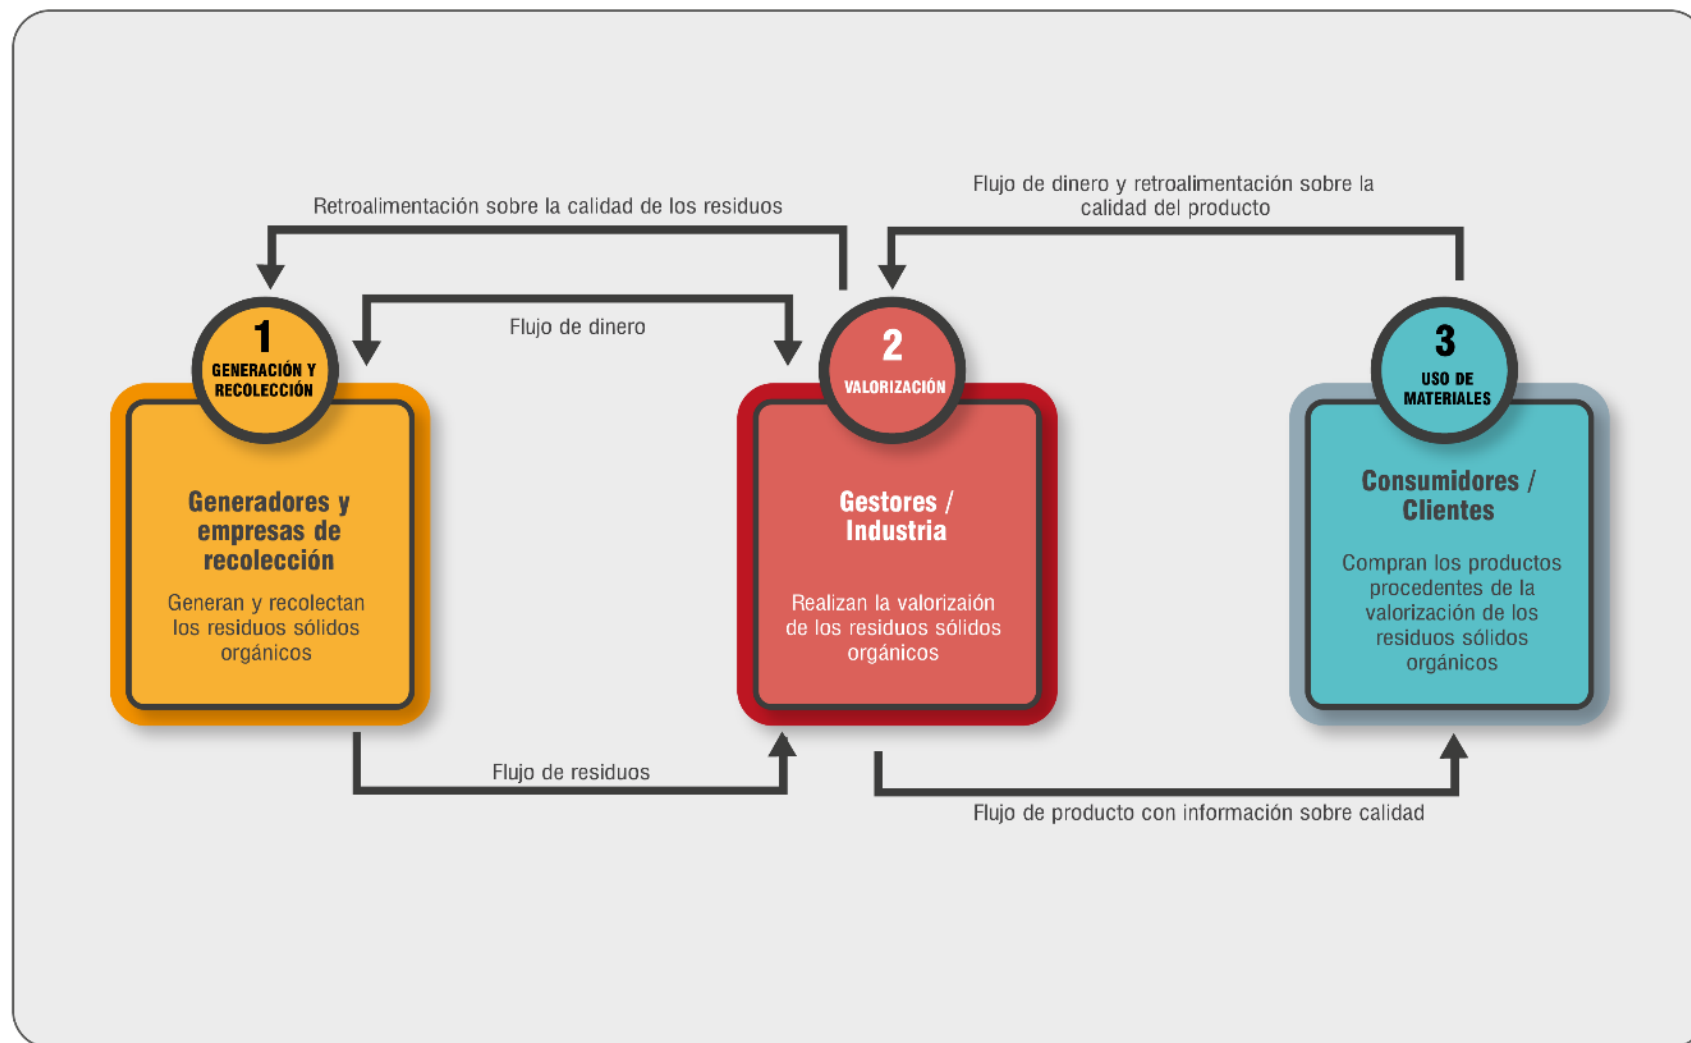 Retroalimentación sobre la calidad de los residuos
Flujo de dinero y retroalimentación sobre la
calidad del producto
Flujo de dinero
1
GENERACIÓN Y
RECOLECCIÓN
Generadores y
empresas de
recolección
Generan y recolectan
los residuos sólidos
orgánicos
2
VALORIZACIÓN
Gestores /
Industria
Realizan la valorizaión
de los residuos sólidos
orgánicos
3
USO DE
MATERIALES
Consumidores /
Clientes
Compran los productos
procedentes de la
valorización de los
residuos sólidos
orgánicos
Flujo de residuos
Flujo de producto con información sobre calidad